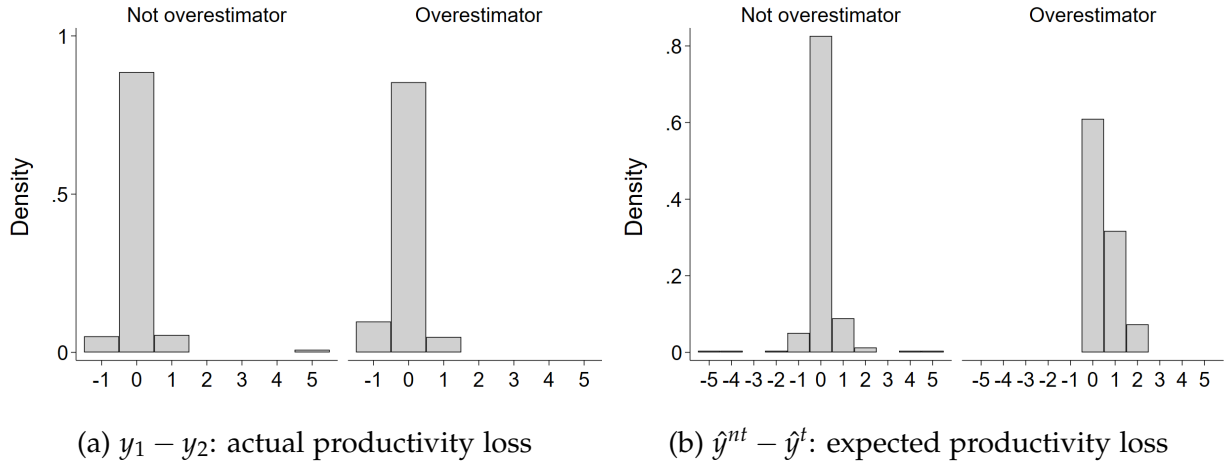 Not overestimator
Overestimator
1
.5
0
Density
-1 0 1 2 3 4 5
-1 0 1 2 3 4 5
(a) y₁ − y₂: actual productivity loss
Not overestimator
Overestimator
.8
.6
.4
.2
0
Density
-5 -4 -3 -2 -1 0 1 2 3 4 5
-5 -4 -3 -2 -1 0 1 2 3 4 5
(b) ŷⁿᵗ − ŷᵗ: expected productivity loss